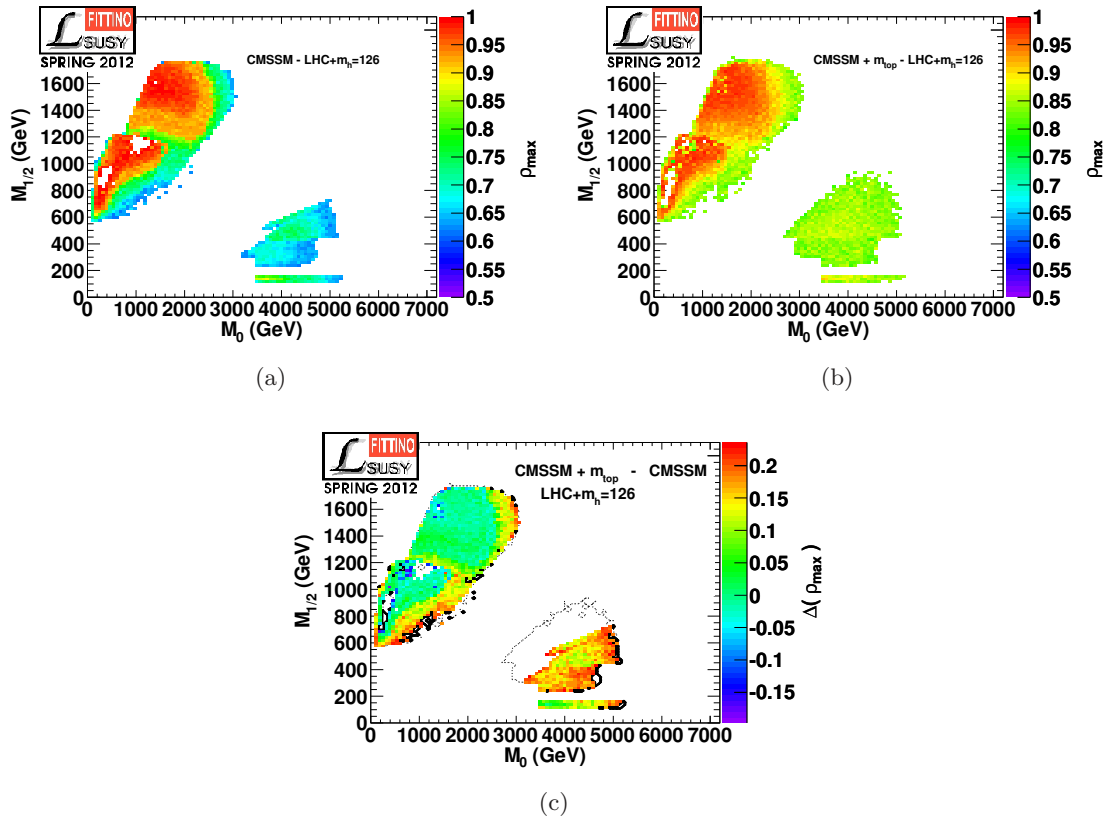 FITTINO
L SUSY
SPRING 2012
CMSSM - LHC+m_h=126
M_1/2 (GeV)
1600
1400
1200
1000
800
600
400
200
0
0 1000 2000 3000 4000 5000 6000 7000
M_0 (GeV)
1
0.95
0.9
0.85
0.8
0.75
0.7
0.65
0.6
0.55
0.5
ρ_max
(a)
FITTINO
L SUSY
SPRING 2012
CMSSM + m_top - LHC+m_h=126
M_1/2 (GeV)
1600
1400
1200
1000
800
600
400
200
0
0 1000 2000 3000 4000 5000 6000 7000
M_0 (GeV)
1
0.95
0.9
0.85
0.8
0.75
0.7
0.65
0.6
0.55
0.5
ρ_max
(b)
FITTINO
L SUSY
SPRING 2012
CMSSM + m_top - CMSSM
LHC+m_h=126
M_1/2 (GeV)
1600
1400
1200
1000
800
600
400
200
0
0 1000 2000 3000 4000 5000 6000 7000
M_0 (GeV)
0.2
0.15
0.1
0.05
0
-0.05
-0.1
-0.15
Δ( ρ_max )
(c)